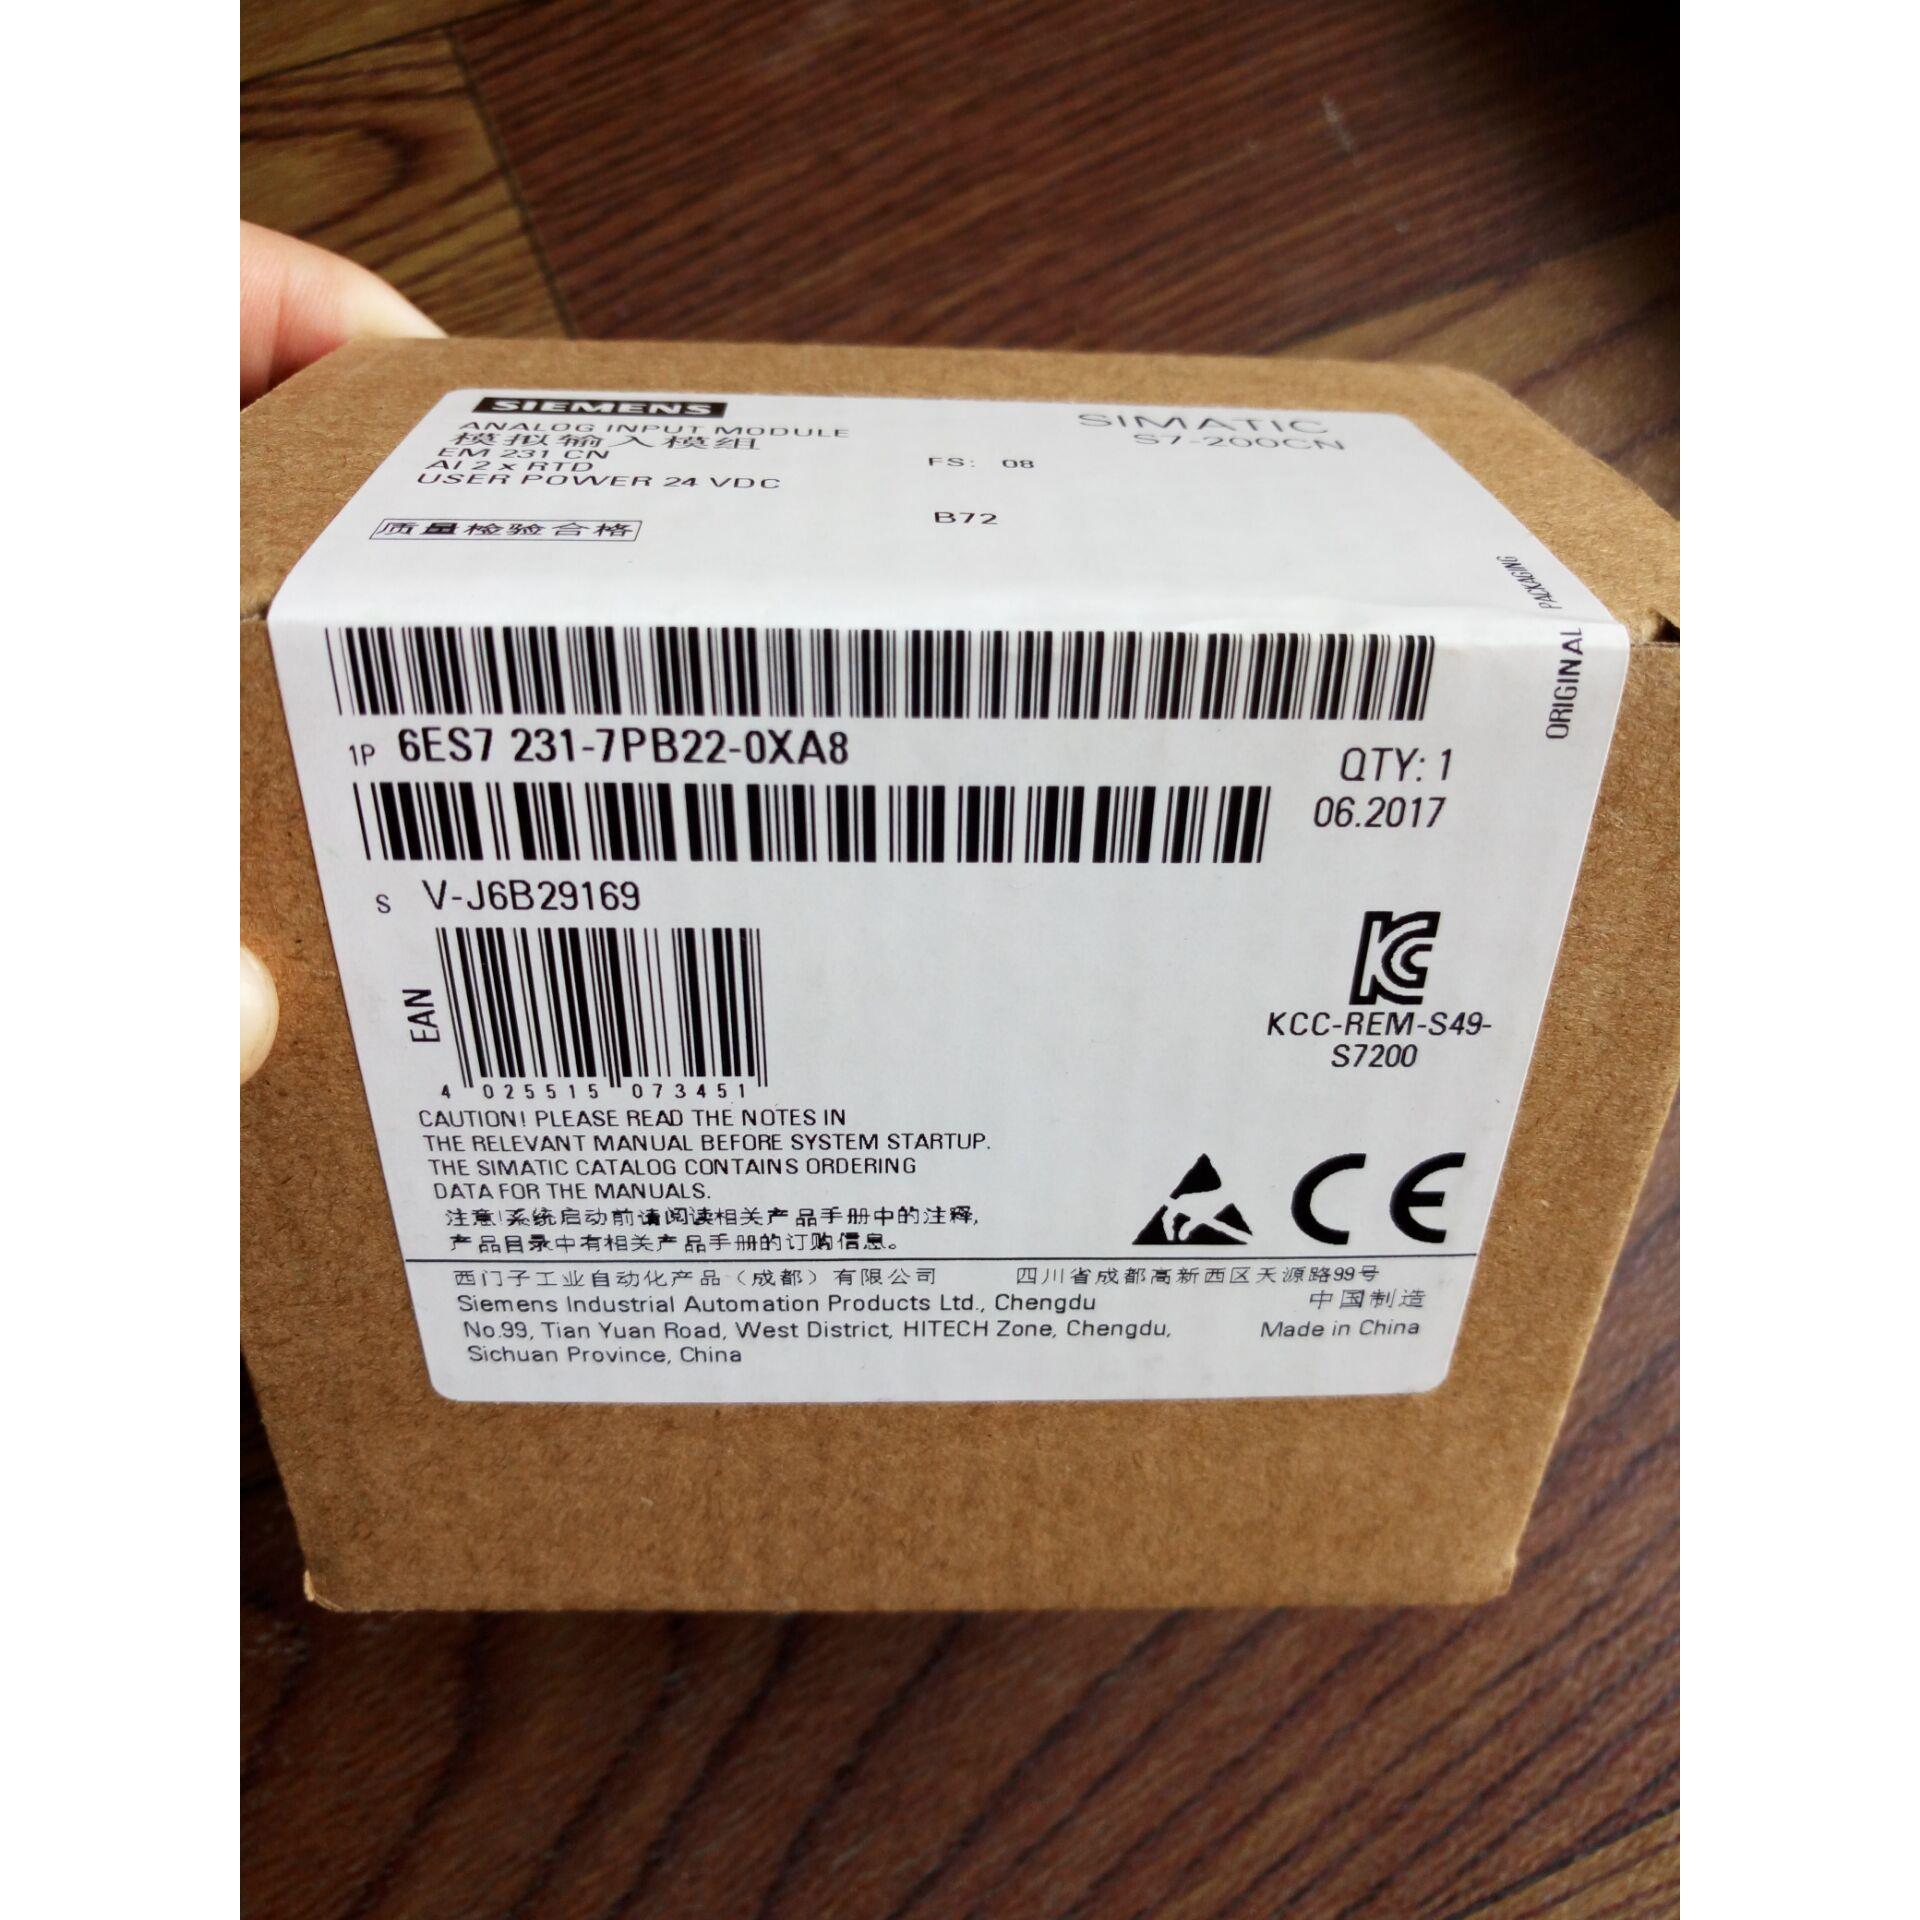 SIEMENS
ANALOG INPUT MODULE
模拟输入模组
EM 231 CN
AI 2 x RTD
USER POWER 24 VDC
质量检验合格
FS: 08
B72
SIMATIC
S7-200CN
ORIGINAL PACKAGING
1P 6ES7 231-7PB22-0XA8
QTY: 1
06.2017
S V-J6B29169
EAN
4 025515 073451
KC
KCC-REM-S49-
S7200
CAUTION! PLEASE READ THE NOTES IN
THE RELEVANT MANUAL BEFORE SYSTEM STARTUP.
THE SIMATIC CATALOG CONTAINS ORDERING
DATA FOR THE MANUALS.
注意!系统启动前请阅读相关产品手册中的注释,
产品目录中有相关产品手册的订购信息。
CE
西门子工业自动化产品(成都)有限公司 四川省成都高新西区天源路99号
Siemens Industrial Automation Products Ltd., Chengdu 中国制造
No.99, Tian Yuan Road, West District, HITECH Zone, Chengdu, Made in China
Sichuan Province, China